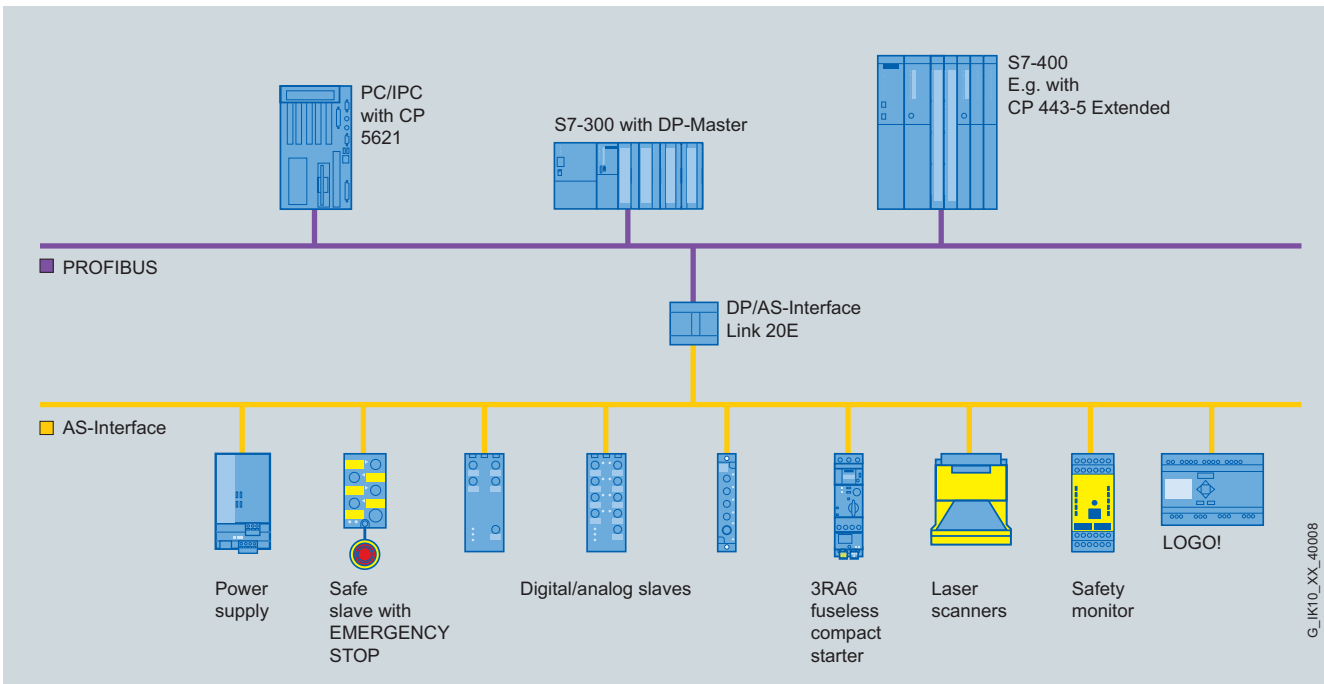 PC/IPC
with CP
5621
S7-300 with DP-Master
S7-400
E.g. with
CP 443-5 Extended
PROFIBUS
DP/AS-Interface
Link 20E
AS-Interface
Power
supply
Safe
slave with
EMERGENCY
STOP
Digital/analog slaves
3RA6
fuseless
compact
starter
Laser
scanners
Safety
monitor
LOGO!
G_IK10_XX_40008